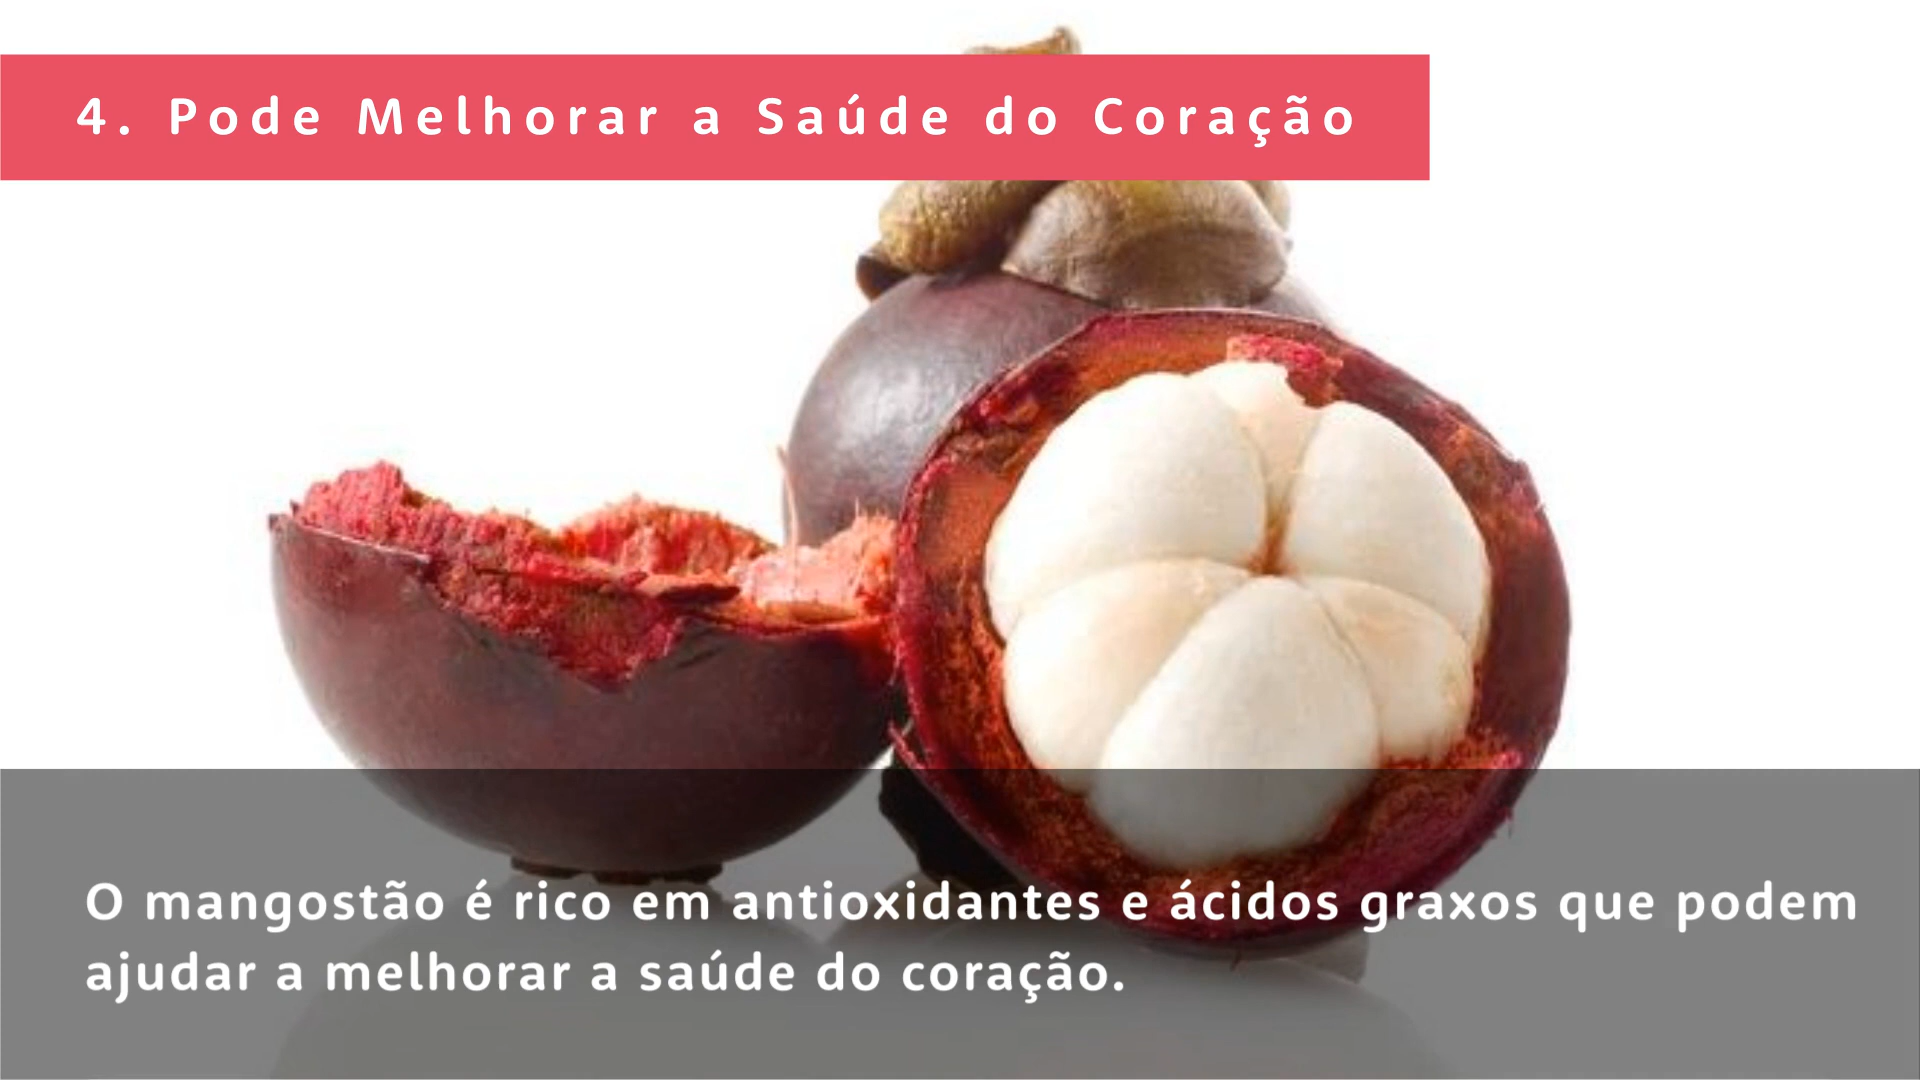 4. Pode Melhorar a Saúde do Coração
O mangostão é rico em antioxidantes e ácidos graxos que podem
ajudar a melhorar a saúde do coração.